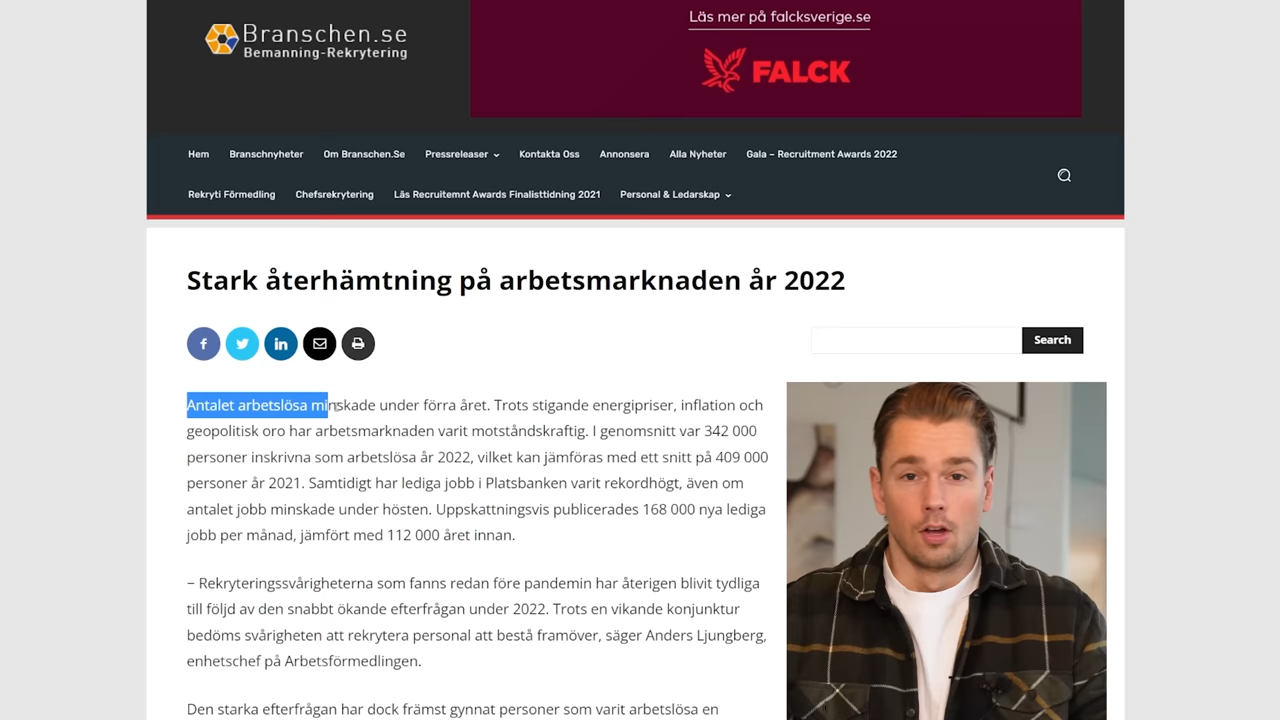 Branschen.se
Bemanning-Rekrytering
Läs mer på falcksverige.se
FALCK
Hem
Branschnyheter
Om Branschen.Se
Pressreleaser
Kontakta Oss
Annonsera
Alla Nyheter
Gala – Recruitment Awards 2022
Rekryti Förmedling
Chefsrekrytering
Läs Recruitemnt Awards Finalisttidning 2021
Personal & Ledarskap
Stark återhämtning på arbetsmarknaden år 2022
Search
Antalet arbetslösa minskade under förra året. Trots stigande energipriser, inflation och
geopolitisk oro har arbetsmarknaden varit motståndskraftig. I genomsnitt var 342 000
personer inskrivna som arbetslösa år 2022, vilket kan jämföras med ett snitt på 409 000
personer år 2021. Samtidigt har lediga jobb i Platsbanken varit rekordhögt, även om
antalet jobb minskade under hösten. Uppskattningsvis publicerades 168 000 nya lediga
jobb per månad, jämfört med 112 000 året innan.
− Rekryteringssvårigheterna som fanns redan före pandemin har återigen blivit tydliga
till följd av den snabbt ökande efterfrågan under 2022. Trots en vikande konjunktur
bedöms svårigheten att rekrytera personal att bestå framöver, säger Anders Ljungberg,
enhetschef på Arbetsförmedlingen.
Den starka efterfrågan har dock främst gynnat personer som varit arbetslösa en